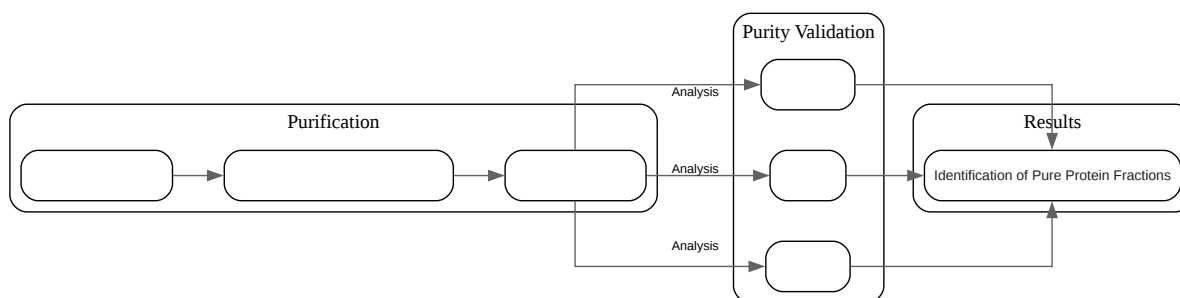 Purity Validation
Analysis
Purification
Results
Analysis
Identification of Pure Protein Fractions
Analysis